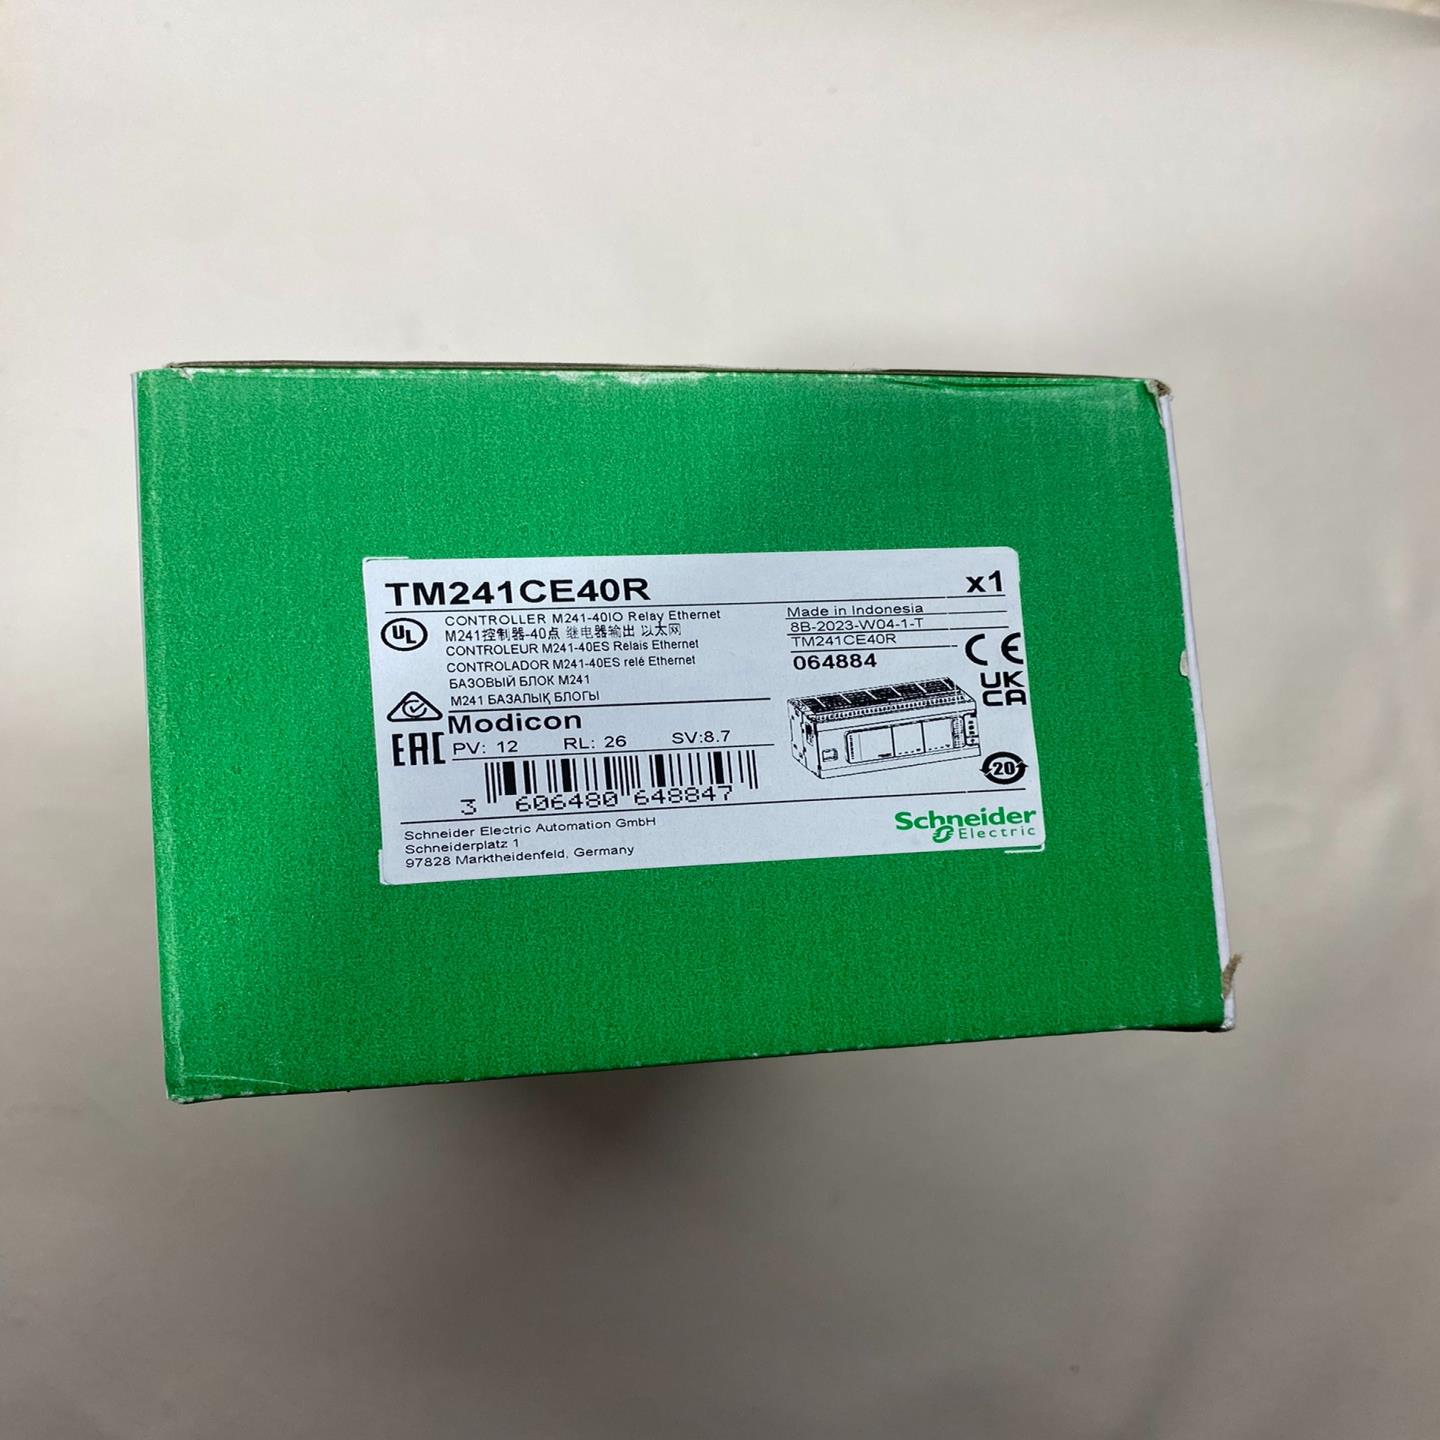 TM241CE40R x1
UL
CONTROLLER M241-40IO Relay Ethernet
M241控制器-40点 继电器输出 以太网
CONTROLEUR M241-40ES Relais Ethernet
CONTROLADOR M241-40ES relé Ethernet
БАЗОВЫЙ БЛОК M241
M241 БАЗАЛЫҚ БЛОГЫ
Made in Indonesia
8B-2023-W04-1-T
TM241CE40R
064884
CE
UK
CA
Modicon
EAC
PV: 12 RL: 26 SV:8.7
3 606480 648847
20
Schneider Electric Automation GmbH
Schneiderplatz 1
97828 Marktheidenfeld, Germany
Schneider
Electric